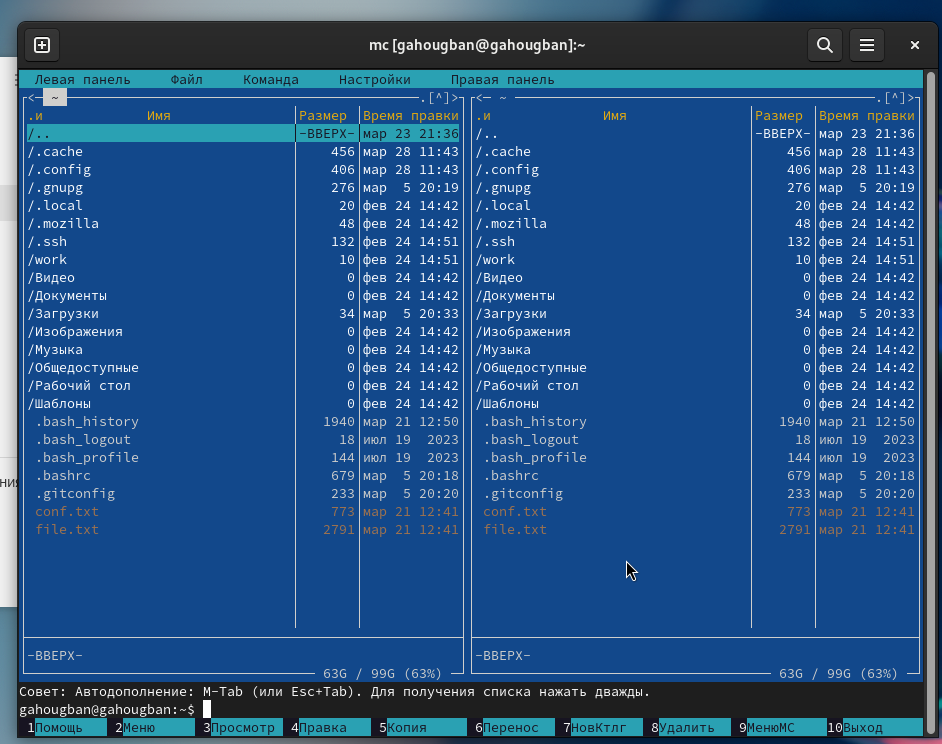 mc [gahougban@gahougban]:~
Левая панель Файл Команда Настройки Правая панель
<─ ~ .[^]> <─ ~ .[^]>
.и Имя Размер Время правки .и Имя Размер Время правки
/.. -ВВЕРХ- мар 23 21:36 /.. -ВВЕРХ- мар 23 21:36
/.cache 456 мар 28 11:43 /.cache 456 мар 28 11:43
/.config 406 мар 28 11:43 /.config 406 мар 28 11:43
/.gnupg 276 мар 5 20:19 /.gnupg 276 мар 5 20:19
/.local 20 фев 24 14:42 /.local 20 фев 24 14:42
/.mozilla 48 фев 24 14:42 /.mozilla 48 фев 24 14:42
/.ssh 132 фев 24 14:51 /.ssh 132 фев 24 14:51
/work 10 фев 24 14:51 /work 10 фев 24 14:51
/Видео 0 фев 24 14:42 /Видео 0 фев 24 14:42
/Документы 0 фев 24 14:42 /Документы 0 фев 24 14:42
/Загрузки 34 мар 5 20:33 /Загрузки 34 мар 5 20:33
/Изображения 0 фев 24 14:42 /Изображения 0 фев 24 14:42
/Музыка 0 фев 24 14:42 /Музыка 0 фев 24 14:42
/Общедоступные 0 фев 24 14:42 /Общедоступные 0 фев 24 14:42
/Рабочий стол 0 фев 24 14:42 /Рабочий стол 0 фев 24 14:42
/Шаблоны 0 фев 24 14:42 /Шаблоны 0 фев 24 14:42
.bash_history 1940 мар 21 12:50 .bash_history 1940 мар 21 12:50
.bash_logout 18 июл 19 2023 .bash_logout 18 июл 19 2023
.bash_profile 144 июл 19 2023 .bash_profile 144 июл 19 2023
.bashrc 679 мар 5 20:18 .bashrc 679 мар 5 20:18
.gitconfig 233 мар 5 20:20 .gitconfig 233 мар 5 20:20
conf.txt 773 мар 21 12:41 conf.txt 773 мар 21 12:41
file.txt 2791 мар 21 12:41 file.txt 2791 мар 21 12:41
-ВВЕРХ- -ВВЕРХ-
63G / 99G (63%) 63G / 99G (63%)
Совет: Автодополнение: M-Tab (или Esc+Tab). Для получения списка нажать дважды.
gahougban@gahougban:~$
1Помощь 2Меню 3Просмотр 4Правка 5Копия 6Перенос 7НовКтлг 8Удалить 9МенюMC 10Выход